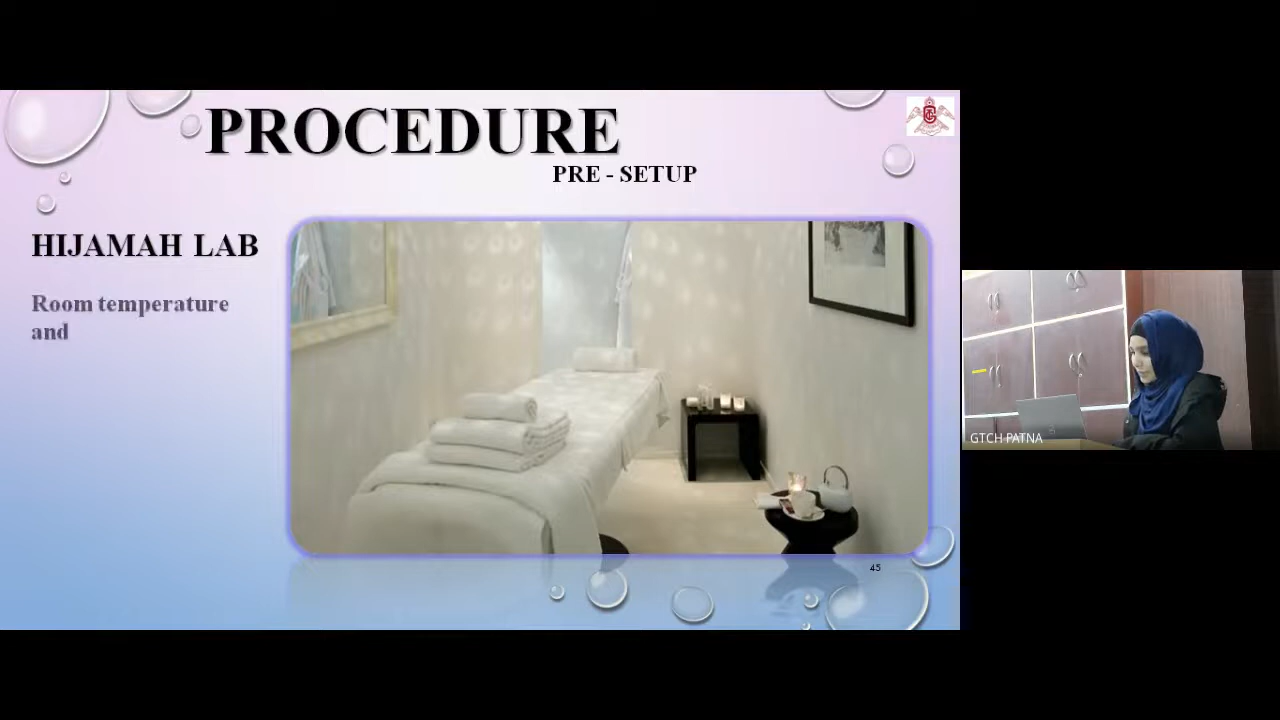 PROCEDURE
PRE - SETUP
HIJAMAH LAB
Room temperature
and
45
GTCH PATNA